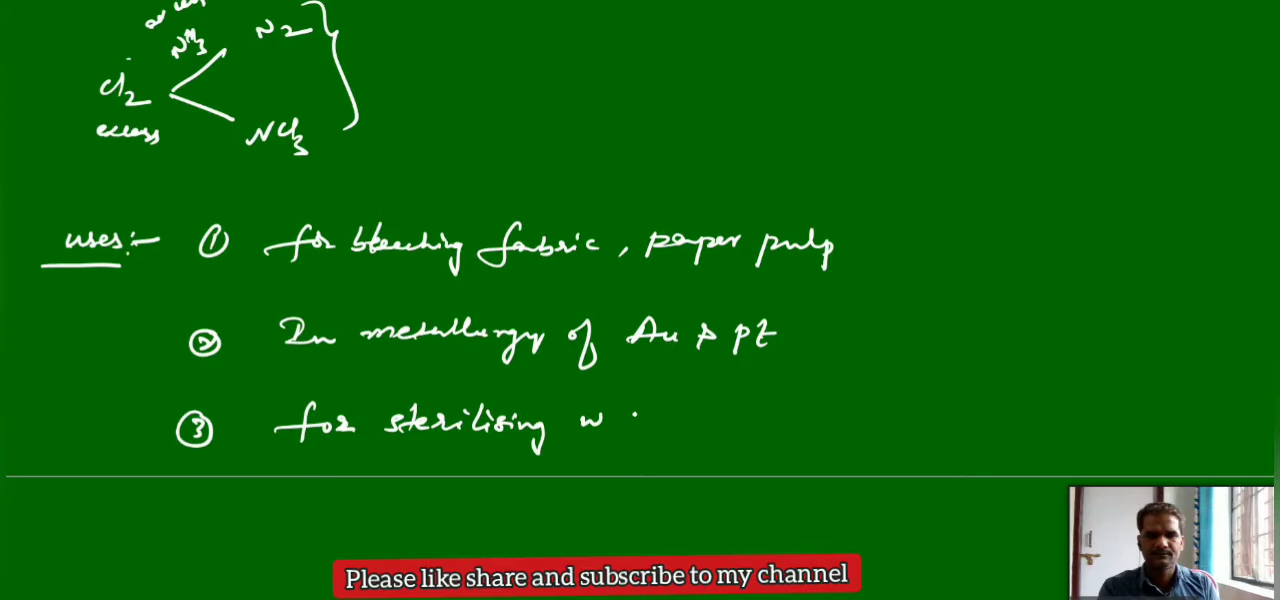 NH3 N2
Cl2
excess NCl3
uses:- ① for bleaching fabric, paper pulp
② In metallurgy of Au & pt
③ for sterilising w
Please like share and subscribe to my channel